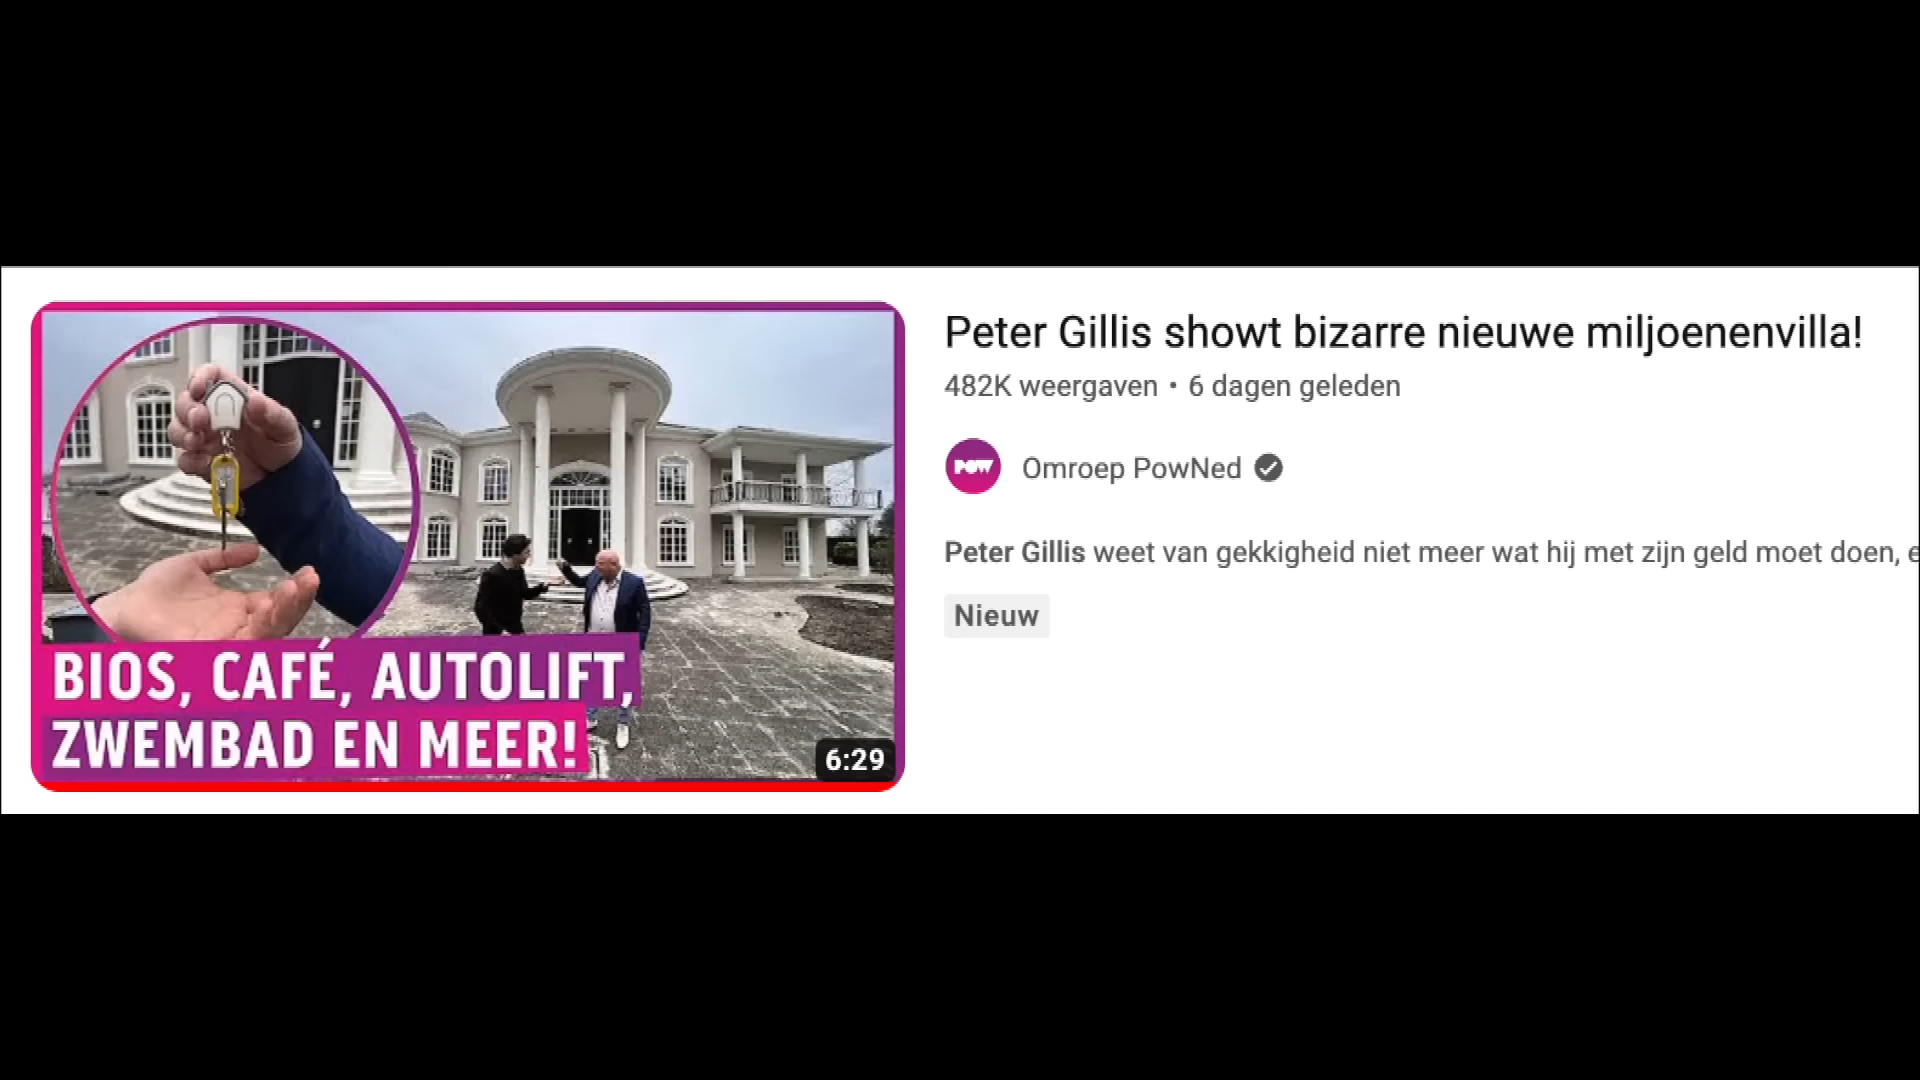 BIOS, CAFÉ, AUTOLIFT,
ZWEMBAD EN MEER!
6:29
Peter Gillis showt bizarre nieuwe miljoenenvilla!
482K weergaven • 6 dagen geleden
POW
Omroep PowNed
Peter Gillis weet van gekkigheid niet meer wat hij met zijn geld moet doen, e
Nieuw